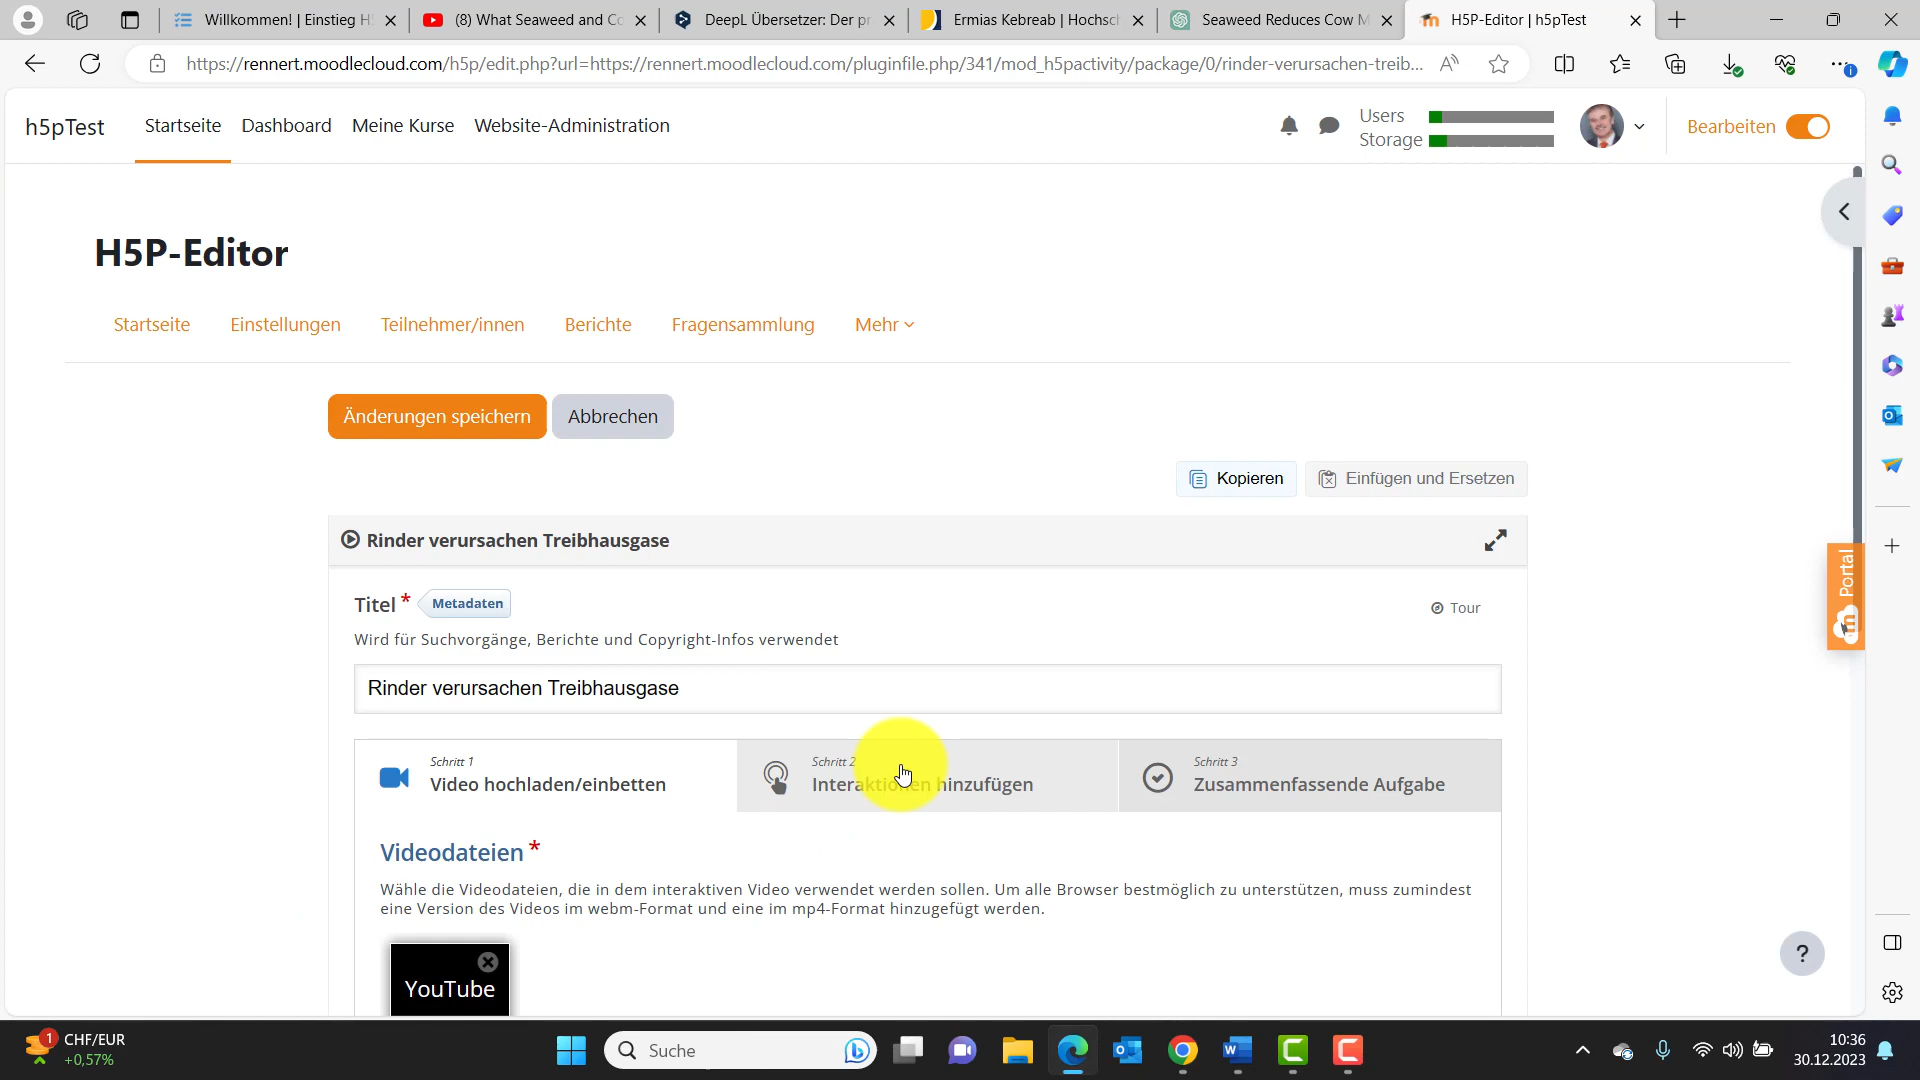 Willkommen! | Einstieg H5
(8) What Seaweed and Co
DeepL Übersetzer: Der pr
Ermias Kebreab | Hochsch
Seaweed Reduces Cow M
H5P-Editor | h5pTest
https://rennert.moodlecloud.com/h5p/edit.php?url=https://rennert.moodlecloud.com/pluginfile.php/341/mod_h5pactivity/package/0/rinder-verursachen-treib...
h5pTest
Startseite
Dashboard
Meine Kurse
Website-Administration
Users
Storage
Bearbeiten
H5P-Editor
Startseite
Einstellungen
Teilnehmer/innen
Berichte
Fragensammlung
Mehr
Änderungen speichern
Abbrechen
Kopieren
Einfügen und Ersetzen
Rinder verursachen Treibhausgase
Portal
Titel *
Metadaten
Tour
Wird für Suchvorgänge, Berichte und Copyright-Infos verwendet
Rinder verursachen Treibhausgase
Schritt 1
Video hochladen/einbetten
Schritt 2
Interaktionen hinzufügen
Schritt 3
Zusammenfassende Aufgabe
Videodateien *
Wähle die Videodateien, die in dem interaktiven Video verwendet werden sollen. Um alle Browser bestmöglich zu unterstützen, muss zumindest
eine Version des Videos im webm-Format und eine im mp4-Format hinzugefügt werden.
YouTube
?
1
CHF/EUR
+0,57%
Suche
10:36
30.12.2023